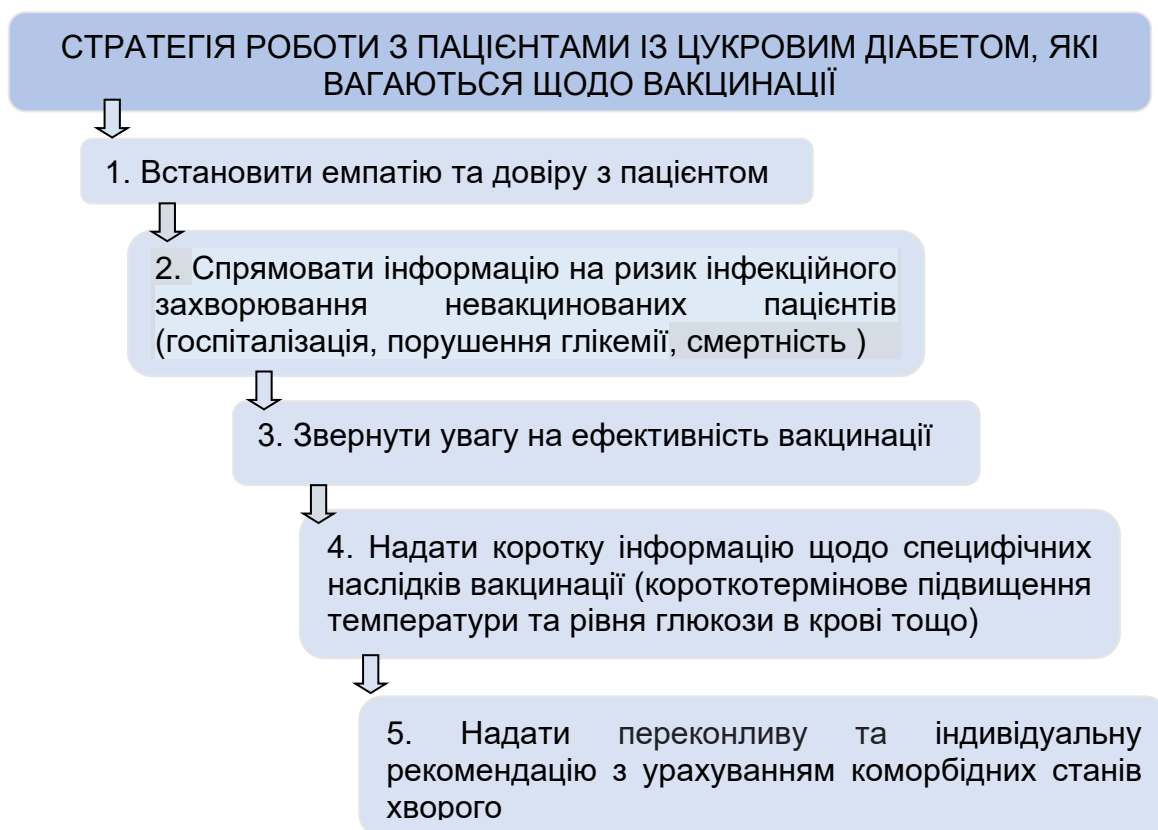 СТРАТЕГІЯ РОБОТИ З ПАЦІЄНТАМИ ІЗ ЦУКРОВИМ ДІАБЕТОМ, ЯКІ
ВАГАЮТЬСЯ ЩОДО ВАКЦИНАЦІЇ
1. Встановити емпатію та довіру з пацієнтом
2. Спрямовати інформацію на ризик інфекційного
захворювання невакцинованих пацієнтів
(госпіталізація, порушення глікемії, смертність )
3. Звернути увагу на ефективність вакцинації
4. Надати коротку інформацію щодо специфічних
наслідків вакцинації (короткотермінове підвищення
температури та рівня глюкози в крові тощо)
5. Надати переконливу та індивідуальну
рекомендацію з урахуванням коморбідних станів
хворого